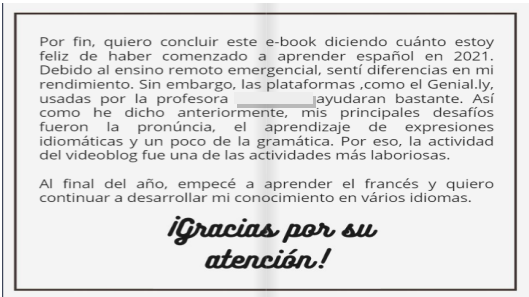 Por fin, quiero concluir este e-book diciendo cuánto estoy
feliz de haber comenzado a aprender español en 2021.
Debido al ensino remoto emergencial, sentí diferencias en mi
rendimiento. Sin embargo, las plataformas ,como el Genial.ly,
usadas por la profesora ayudaran bastante. Así
como he dicho anteriormente, mis principales desafíos
fueron la pronúncia, el aprendizaje de expresiones
idiomáticas y un poco de la gramática. Por eso, la actividad
del videoblog fue una de las actividades más laboriosas.
Al final del año, empecé a aprender el francés y quiero
continuar a desarrollar mi conocimiento en vários idiomas.
¡Gracias por su
atención!